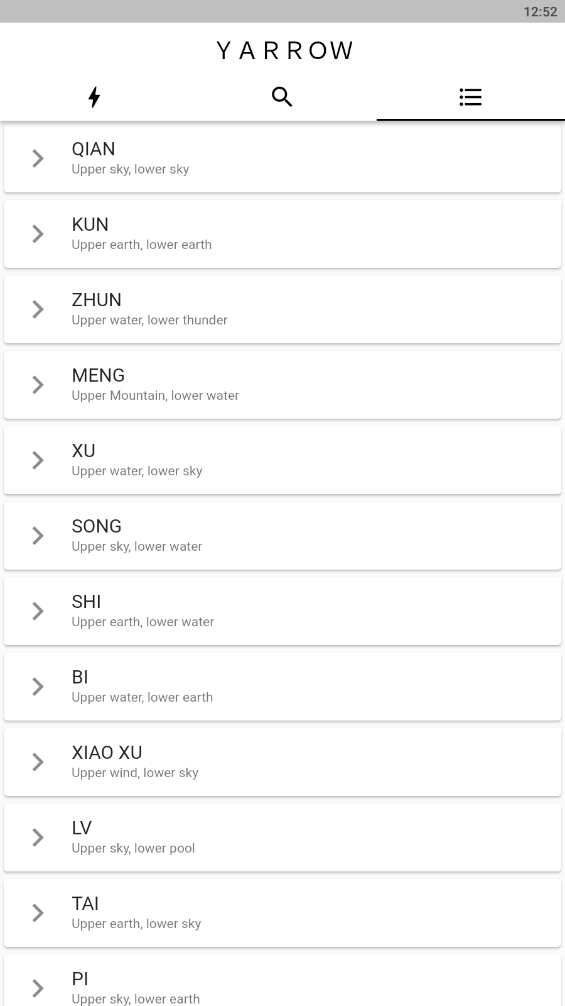 12:52
YARROW
QIAN
Upper sky, lower sky
KUN
Upper earth, lower earth
ZHUN
Upper water, lower thunder
MENG
Upper Mountain, lower water
XU
Upper water, lower sky
SONG
Upper sky, lower water
SHI
Upper earth, lower water
BI
Upper water, lower earth
XIAO XU
Upper wind, lower sky
LV
Upper sky, lower pool
TAI
Upper earth, lower sky
PI
Upper sky, lower earth